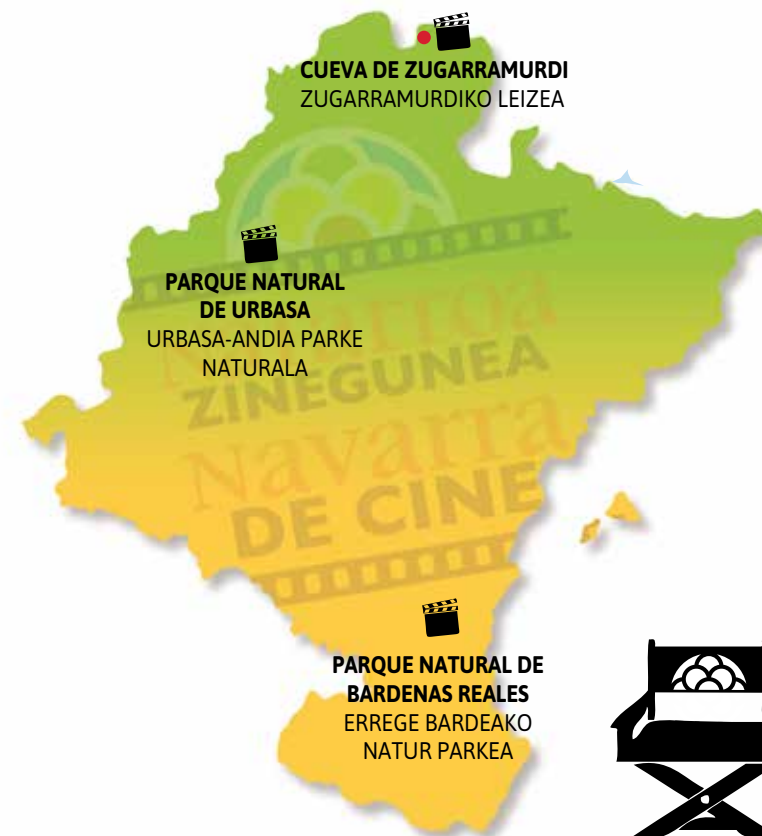 CUEVA DE ZUGARRAMURDI
ZUGARRAMURDIKO LEIZEA
PARQUE NATURAL
DE URBASA
URBASA-ANDIA PARKE
NATURALA
Nafarroa
ZINEGUNEA
Navarra
DE CINE
PARQUE NATURAL DE
BARDENAS REALES
ERREGE BARDEAKO
NATUR PARKEA